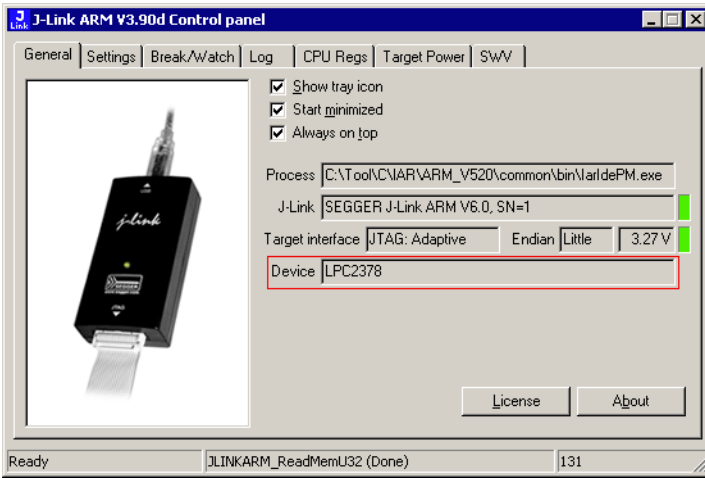 J-Link ARM V3.90d Control panel
General Settings Break/Watch Log CPU Regs Target Power SWV
Show tray icon
Start minimized
Always on top
Process C:\Tool\C\IAR\ARM_V520\common\bin\IarIdePM.exe
J-Link SEGGER J-Link ARM V6.0, SN=1
Target interface JTAG: Adaptive Endian Little 3.27 V
Device LPC2378
j-link
License About
Ready JLINKARM_ReadMemU32 (Done) 131